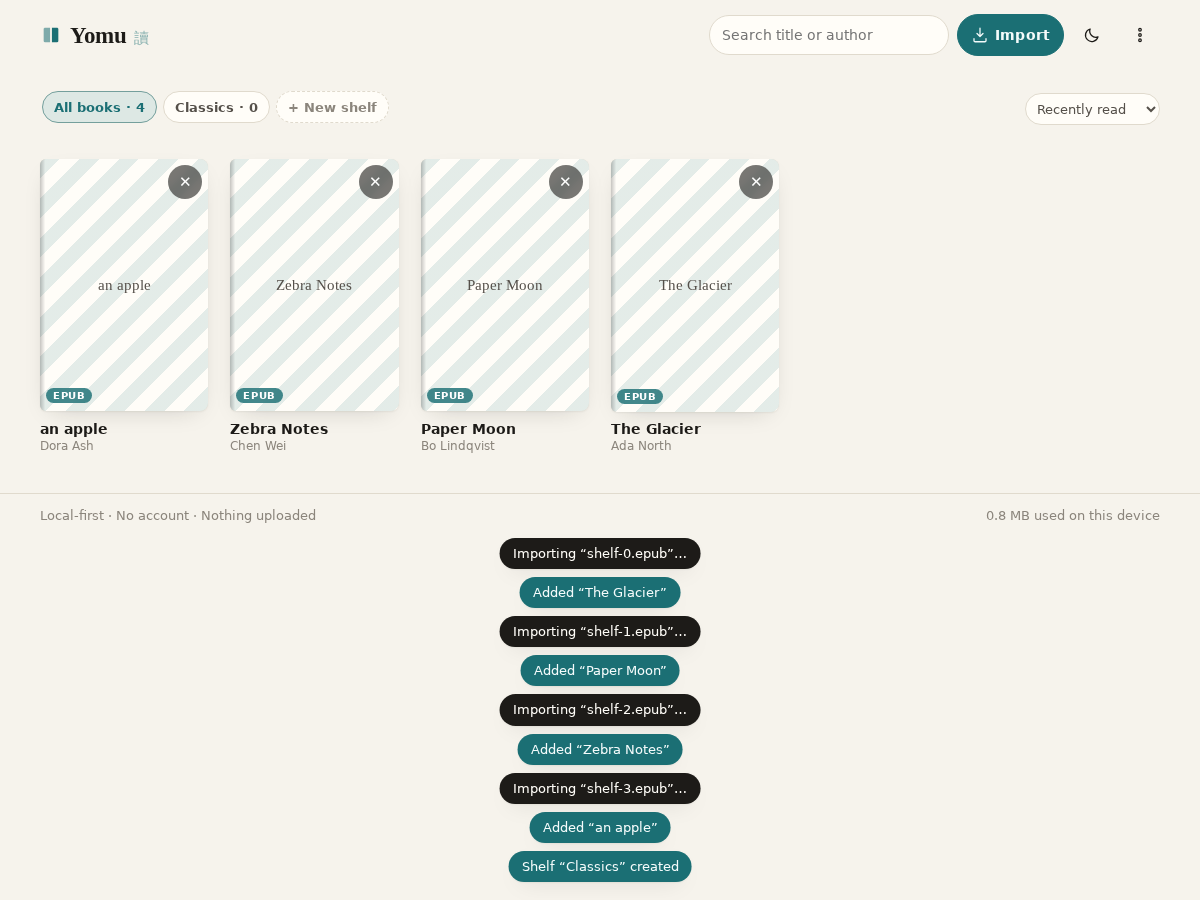 Yomu 讀
Search title or author
Import
All books · 4
Classics · 0
+ New shelf
Recently read
an apple
Zebra Notes
Paper Moon
The Glacier
EPUB
EPUB
EPUB
EPUB
an apple
Dora Ash
Zebra Notes
Chen Wei
Paper Moon
Bo Lindqvist
The Glacier
Ada North
Local-first · No account · Nothing uploaded
0.8 MB used on this device
Importing “shelf-0.epub”…
Added “The Glacier”
Importing “shelf-1.epub”…
Added “Paper Moon”
Importing “shelf-2.epub”…
Added “Zebra Notes”
Importing “shelf-3.epub”…
Added “an apple”
Shelf “Classics” created